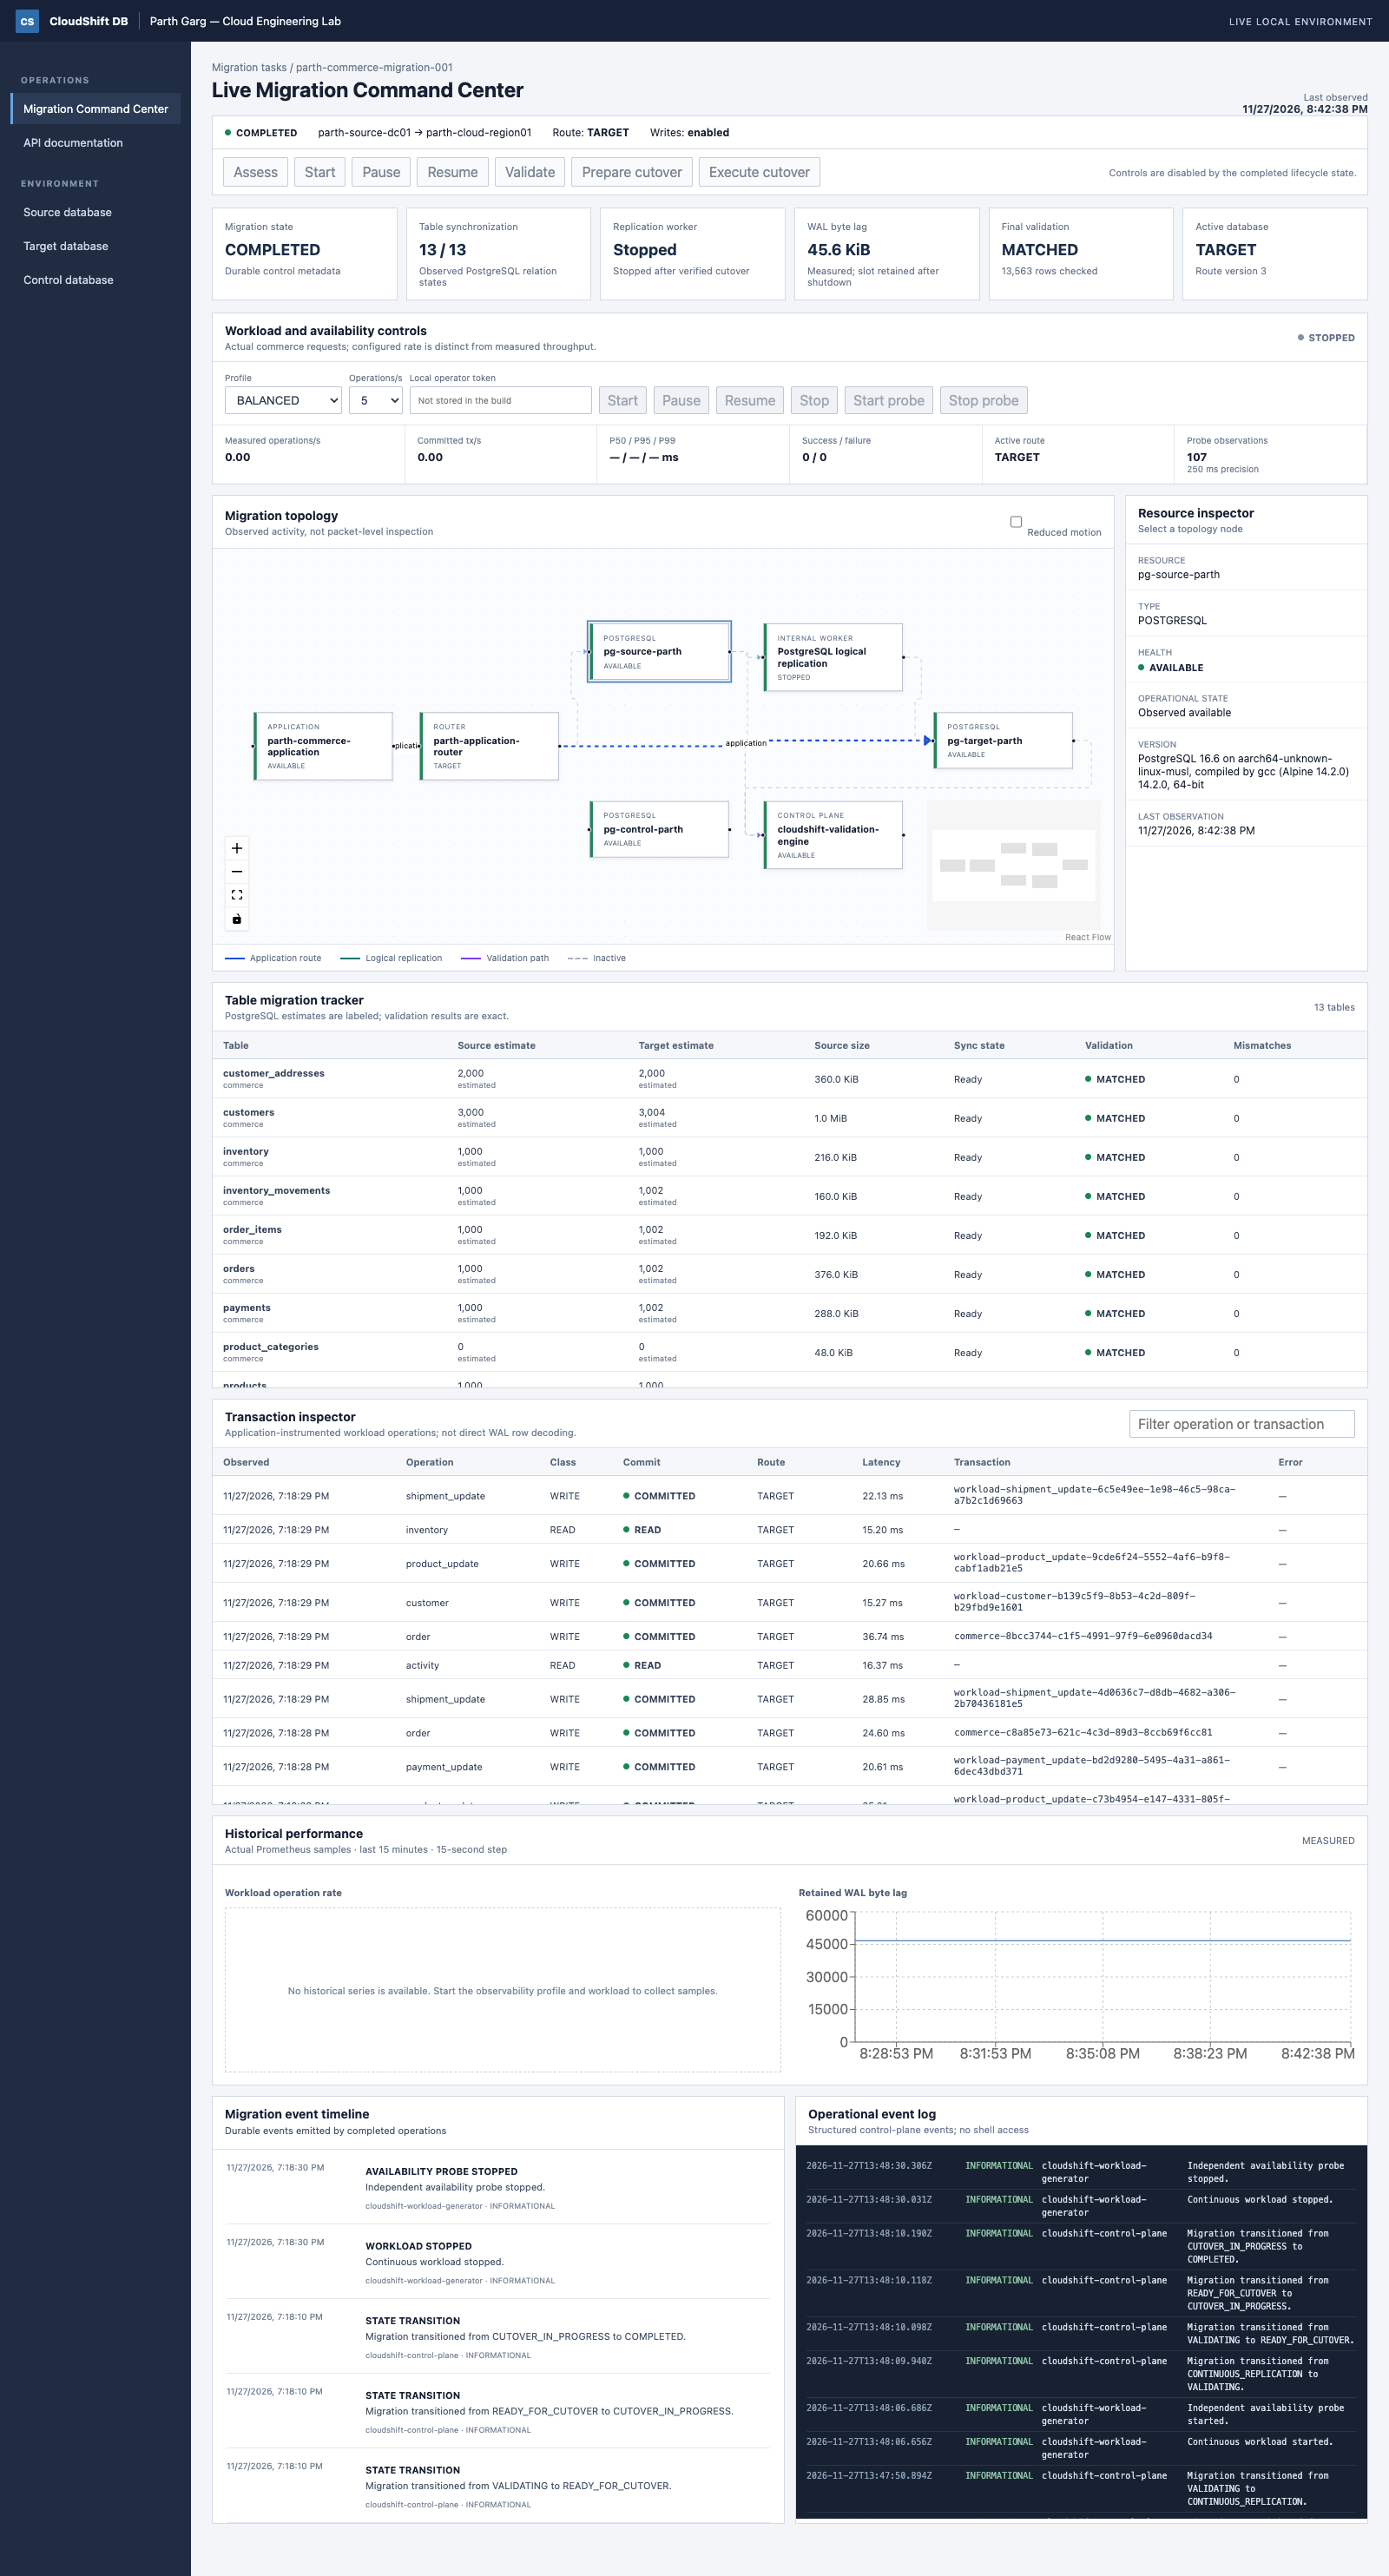 CS CloudShift DB Parth Garg — Cloud Engineering Lab LIVE LOCAL ENVIRONMENT
OPERATIONS
Migration Command Center
API documentation
ENVIRONMENT
Source database
Target database
Control database
Migration tasks / parth-commerce-migration-001
Live Migration Command Center
Last observed
11/27/2026, 8:42:38 PM
COMPLETED parth-source-dc01 → parth-cloud-region01 Route: TARGET Writes: enabled
Assess Start Pause Resume Validate Prepare cutover Execute cutover Controls are disabled by the completed lifecycle state.
Migration state
COMPLETED
Durable control metadata
Table synchronization
13 / 13
Observed PostgreSQL relation
states
Replication worker
Stopped
Stopped after verified cutover
WAL byte lag
45.6 KiB
Measured; slot retained after
shutdown
Final validation
MATCHED
13,563 rows checked
Active database
TARGET
Route version 3
Workload and availability controls
Actual commerce requests; configured rate is distinct from measured throughput.
STOPPED
Profile Operations/s Local operator token
BALANCED 5 Not stored in the build Start Pause Resume Stop Start probe Stop probe
Measured operations/s
0.00
Committed tx/s
0.00
P50 / P95 / P99
— / — / — ms
Success / failure
0 / 0
Active route
TARGET
Probe observations
107
250 ms precision
Migration topology
Observed activity, not packet-level inspection
Reduced motion
POSTGRESQL
pg-source-parth
AVAILABLE
INTERNAL WORKER
PostgreSQL logical
replication
STOPPED
APPLICATION
parth-commerce-
application
AVAILABLE
plicati
ROUTER
parth-application-
router
TARGET
application
POSTGRESQL
pg-target-parth
AVAILABLE
POSTGRESQL
pg-control-parth
AVAILABLE
CONTROL PLANE
cloudshift-validation-
engine
AVAILABLE
React Flow
Application route Logical replication Validation path Inactive
Resource inspector
Select a topology node
RESOURCE
pg-source-parth
TYPE
POSTGRESQL
HEALTH
AVAILABLE
OPERATIONAL STATE
Observed available
VERSION
PostgreSQL 16.6 on aarch64-unknown-
linux-musl, compiled by gcc (Alpine 14.2.0)
14.2.0, 64-bit
LAST OBSERVATION
11/27/2026, 8:42:38 PM
Table migration tracker
PostgreSQL estimates are labeled; validation results are exact.
13 tables
Table Source estimate Target estimate Source size Sync state Validation Mismatches
customer_addresses 2,000 2,000 360.0 KiB Ready MATCHED 0
commerce estimated estimated
customers 3,000 3,004 1.0 MiB Ready MATCHED 0
commerce estimated estimated
inventory 1,000 1,000 216.0 KiB Ready MATCHED 0
commerce estimated estimated
inventory_movements 1,000 1,002 160.0 KiB Ready MATCHED 0
commerce estimated estimated
order_items 1,000 1,002 192.0 KiB Ready MATCHED 0
commerce estimated estimated
orders 1,000 1,002 376.0 KiB Ready MATCHED 0
commerce estimated estimated
payments 1,000 1,002 288.0 KiB Ready MATCHED 0
commerce estimated estimated
product_categories 0 0 48.0 KiB Ready MATCHED 0
commerce estimated estimated
products 1,000 1,000
Transaction inspector
Application-instrumented workload operations; not direct WAL row decoding.
Filter operation or transaction
Observed Operation Class Commit Route Latency Transaction Error
11/27/2026, 7:18:29 PM shipment_update WRITE COMMITTED TARGET 22.13 ms workload-shipment_update-6c5e49ee-1e98-46c5-98ca-
a7b2c1d69663 —
11/27/2026, 7:18:29 PM inventory READ READ TARGET 15.20 ms — —
11/27/2026, 7:18:29 PM product_update WRITE COMMITTED TARGET 20.66 ms workload-product_update-9cde6f24-5552-4af6-b9f8-
cabf1adb21e5 —
11/27/2026, 7:18:29 PM customer WRITE COMMITTED TARGET 15.27 ms workload-customer-b139c5f9-8b53-4c2d-809f-
b29fbd9e1601 —
11/27/2026, 7:18:29 PM order WRITE COMMITTED TARGET 36.74 ms commerce-8bcc3744-c1f5-4991-97f9-6e0960dacd34 —
11/27/2026, 7:18:29 PM activity READ READ TARGET 16.37 ms — —
11/27/2026, 7:18:29 PM shipment_update WRITE COMMITTED TARGET 28.85 ms workload-shipment_update-4d0636c7-d8db-4682-a306-
2b70436181e5 —
11/27/2026, 7:18:28 PM order WRITE COMMITTED TARGET 24.60 ms commerce-c8a85e73-621c-4c3d-89d3-8ccb69f6cc81 —
11/27/2026, 7:18:28 PM payment_update WRITE COMMITTED TARGET 20.61 ms workload-payment_update-bd2d9280-5495-4a31-a861-
6dec43dbd371 —
workload-product_update-c73b4954-e147-4331-805f-
Historical performance
Actual Prometheus samples · last 15 minutes · 15-second step
MEASURED
Workload operation rate
No historical series is available. Start the observability profile and workload to collect samples.
Retained WAL byte lag
60000
45000
30000
15000
0
8:28:53 PM 8:31:53 PM 8:35:08 PM 8:38:23 PM 8:42:38 PM
Migration event timeline
Durable events emitted by completed operations
11/27/2026, 7:18:30 PM AVAILABILITY PROBE STOPPED
Independent availability probe stopped.
cloudshift-workload-generator · INFORMATIONAL
11/27/2026, 7:18:30 PM WORKLOAD STOPPED
Continuous workload stopped.
cloudshift-workload-generator · INFORMATIONAL
11/27/2026, 7:18:10 PM STATE TRANSITION
Migration transitioned from CUTOVER_IN_PROGRESS to COMPLETED.
cloudshift-control-plane · INFORMATIONAL
11/27/2026, 7:18:10 PM STATE TRANSITION
Migration transitioned from READY_FOR_CUTOVER to CUTOVER_IN_PROGRESS.
cloudshift-control-plane · INFORMATIONAL
11/27/2026, 7:18:10 PM STATE TRANSITION
Migration transitioned from VALIDATING to READY_FOR_CUTOVER.
cloudshift-control-plane · INFORMATIONAL
Operational event log
Structured control-plane events; no shell access
2026-11-27T13:48:30.306Z INFORMATIONAL cloudshift-workload- Independent availability probe
generator stopped.
2026-11-27T13:48:30.031Z INFORMATIONAL cloudshift-workload- Continuous workload stopped.
generator
2026-11-27T13:48:10.190Z INFORMATIONAL cloudshift-control-plane Migration transitioned from
CUTOVER_IN_PROGRESS to
COMPLETED.
2026-11-27T13:48:10.118Z INFORMATIONAL cloudshift-control-plane Migration transitioned from
READY_FOR_CUTOVER to
CUTOVER_IN_PROGRESS.
2026-11-27T13:48:10.098Z INFORMATIONAL cloudshift-control-plane Migration transitioned from
VALIDATING to READY_FOR_CUTOVER.
2026-11-27T13:48:09.940Z INFORMATIONAL cloudshift-control-plane Migration transitioned from
CONTINUOUS_REPLICATION to
VALIDATING.
2026-11-27T13:48:06.686Z INFORMATIONAL cloudshift-workload- Independent availability probe
generator started.
2026-11-27T13:48:06.656Z INFORMATIONAL cloudshift-workload- Continuous workload started.
generator
2026-11-27T13:47:50.894Z INFORMATIONAL cloudshift-control-plane Migration transitioned from
VALIDATING to
CONTINUOUS_REPLICATION.